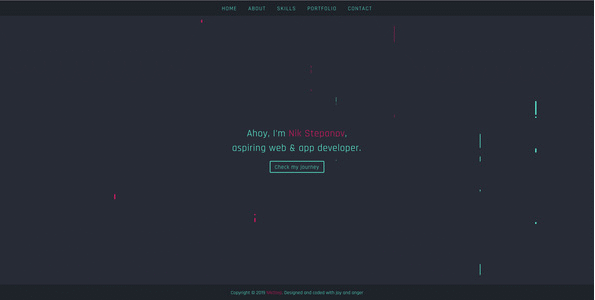 HOME ABOUT SKILLS PORTFOLIO CONTACT
Ahoy, I'm Nik Stepanov,
aspiring web & app developer.
Check my journey
Copyright © 2019 Designed and coded with joy and anger